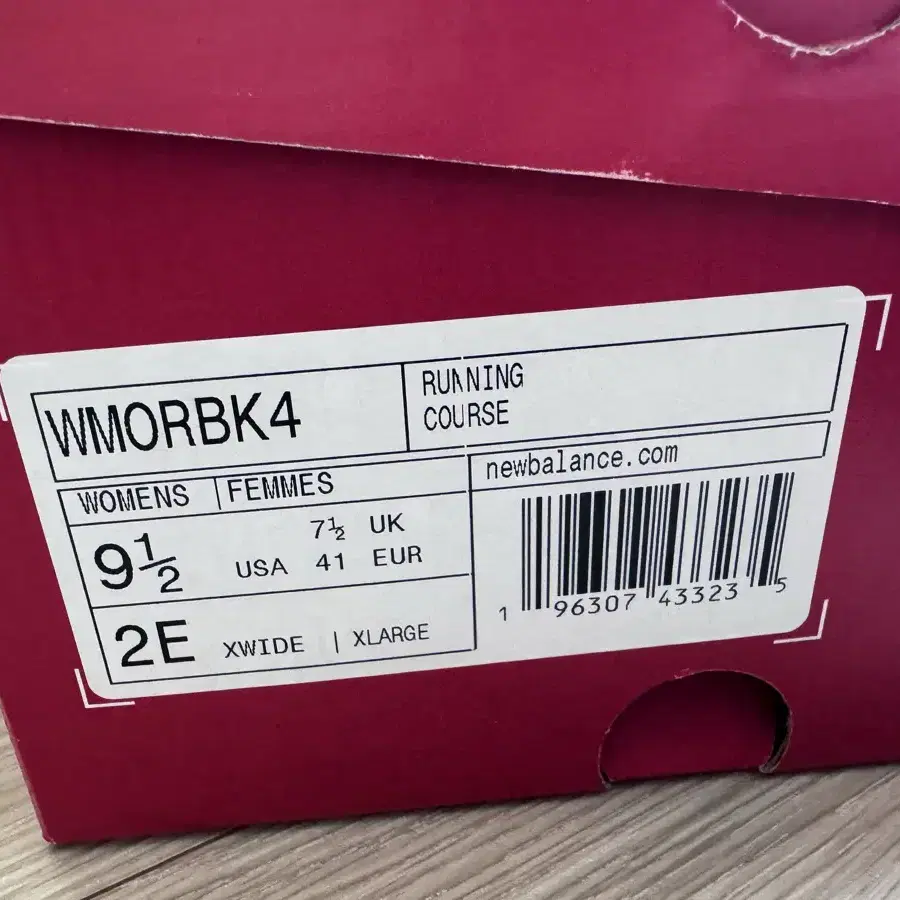 WMORBK4
RUNNING
COURSE
newbalance.com
WOMENS | FEMMES
9½ USA 7½ UK
41 EUR
2E XWIDE | XLARGE
1 96307 43323 5